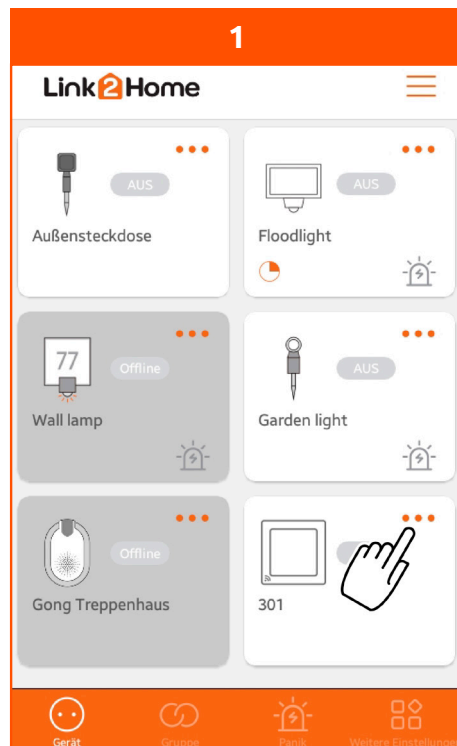 1
Link2Home
AUS
Außensteckdose
AUS
Floodlight
77
Offline
Wall lamp
AUS
Garden light
Offline
Gong Treppenhaus
301
Gerät
Gruppe
Panik
Weitere Einstellungen